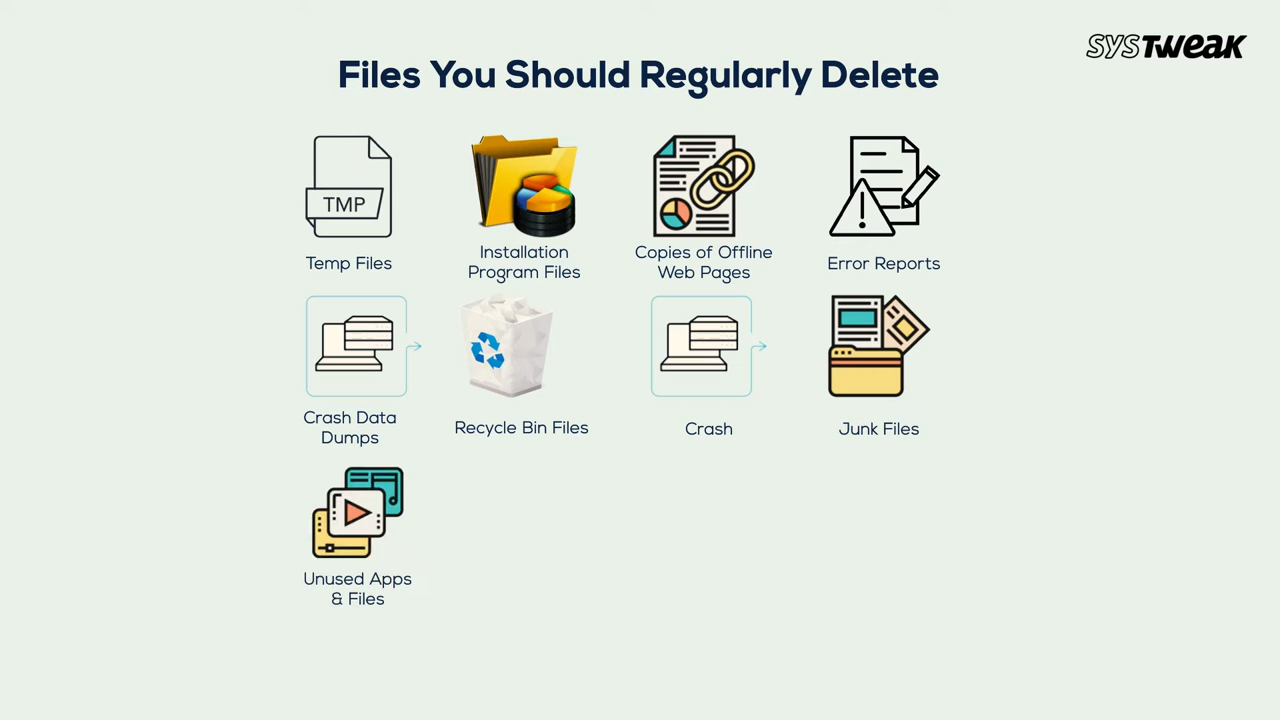 SYSTWEAK
Files You Should Regularly Delete
TMP
Temp Files
Installation
Program Files
Copies of Offline
Web Pages
Error Reports
Crash Data
Dumps
Recycle Bin Files
Crash
Junk Files
Unused Apps
& Files